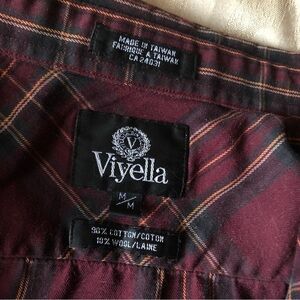 MADE IN TAIWAN
FABRIQUE A TAIWAN
CA 24031
V
Viyella
M
M
90% COTTON/COTON
10% WOOL/LAINE